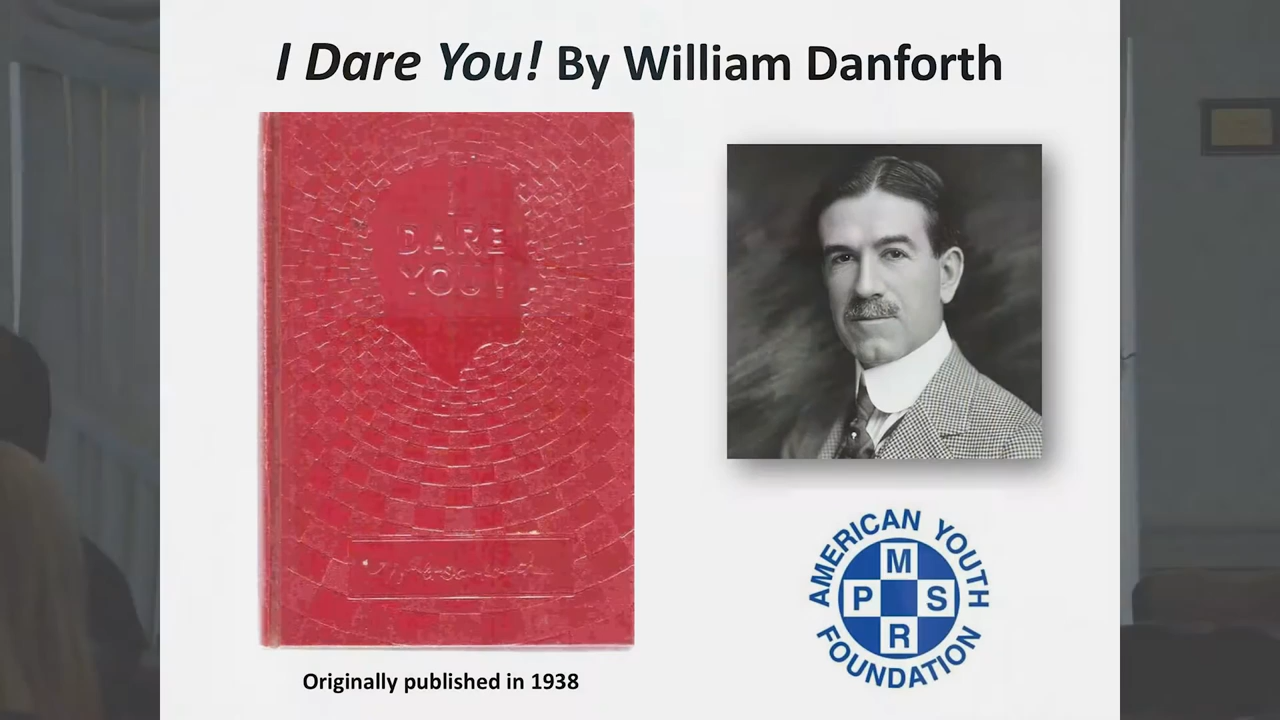 I Dare You! By William Danforth
I
DARE
YOU!
AMERICAN YOUTH
M
P S
R
FOUNDATION
Originally published in 1938